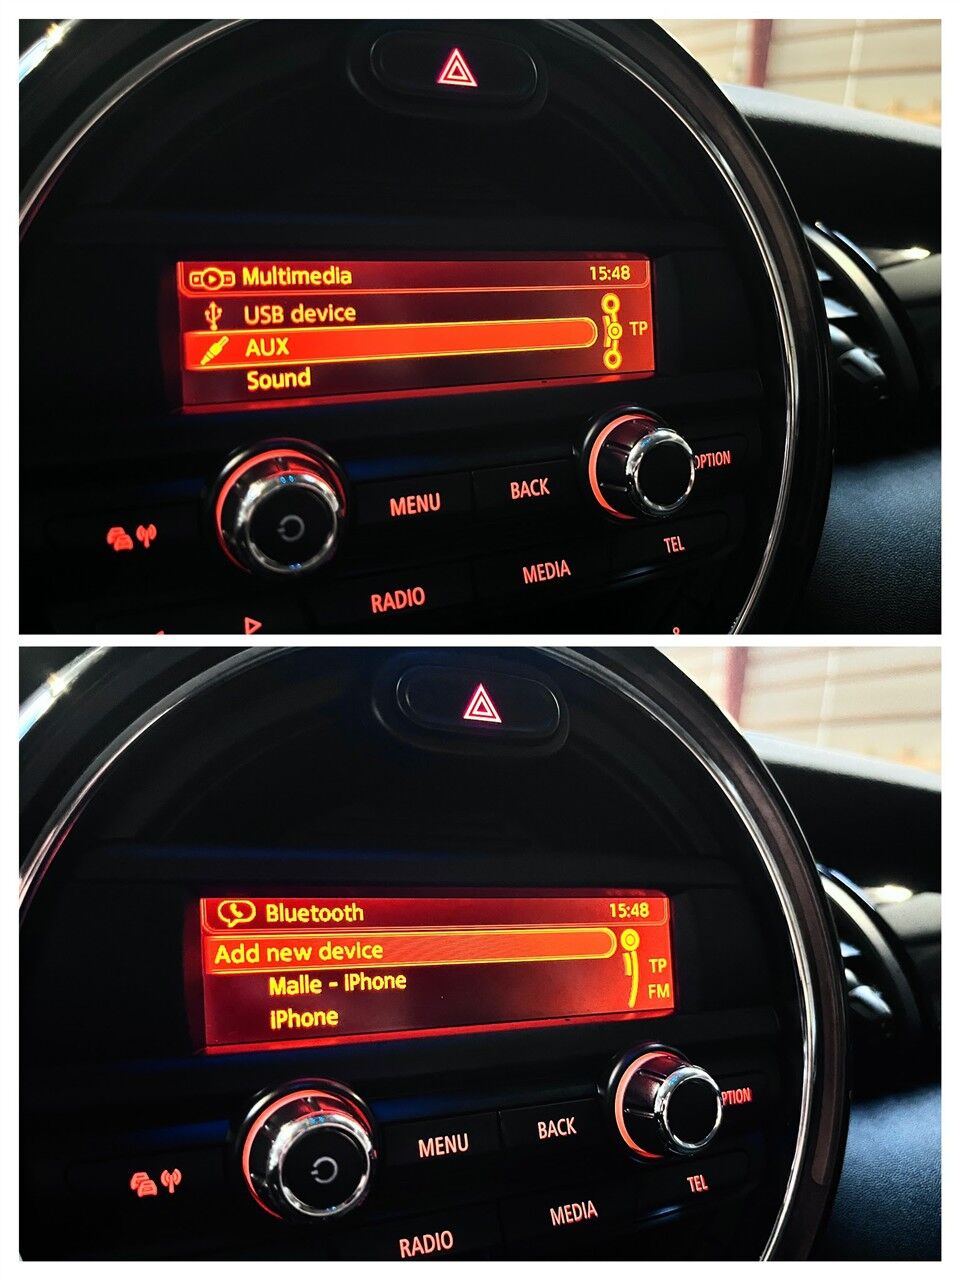 Multimedia 15:48
USB device
AUX TP
Sound
OPTION
MENU BACK
RADIO MEDIA TEL
Bluetooth 15:48
Add new device
Malle - iPhone TP
iPhone FM
PTION
MENU BACK
RADIO MEDIA TEL